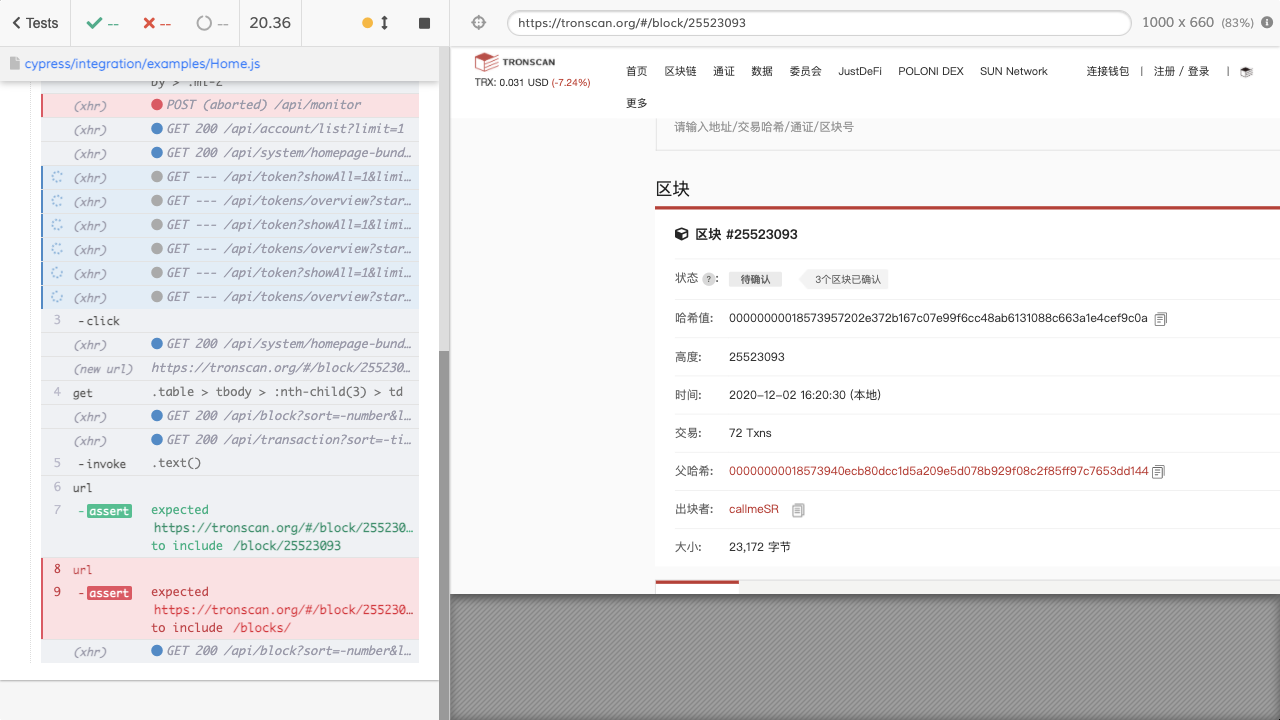 Tests
--
--
--
20.36
https://tronscan.org/#/block/25523093
1000 x 660 (83%)
cypress/integration/examples/Home.js
by > .ml-2
(xhr) POST (aborted) /api/monitor
(xhr) GET 200 /api/account/list?limit=1
(xhr) GET 200 /api/system/homepage-bund…
(xhr) GET --- /api/token?showAll=1&limi…
(xhr) GET --- /api/tokens/overview?star…
(xhr) GET --- /api/token?showAll=1&limi…
(xhr) GET --- /api/tokens/overview?star…
(xhr) GET --- /api/token?showAll=1&limi…
(xhr) GET --- /api/tokens/overview?star…
3 -click
(xhr) GET 200 /api/system/homepage-bund…
(new url) https://tronscan.org/#/block/255230…
4 get .table > tbody > :nth-child(3) > td
(xhr) GET 200 /api/block?sort=-number&l…
(xhr) GET 200 /api/transaction?sort=-ti…
5 -invoke .text()
6 url
7 -assert expected
https://tronscan.org/#/block/255230…
to include /block/25523093
8 url
9 -assert expected
https://tronscan.org/#/block/255230…
to include /blocks/
(xhr) GET 200 /api/block?sort=-number&l…
TRONSCAN
TRX: 0.031 USD (-7.24%)
首页 区块链 通证 数据 委员会 JustDeFi POLONI DEX SUN Network 连接钱包 | 注册 / 登录 |
更多
请输入地址/交易哈希/通证/区块号
区块
区块 #25523093
状态 ?: 待确认 3个区块已确认
哈希值: 00000000018573957202e372b167c07e99f6cc48ab6131088c663a1e4cef9c0a
高度: 25523093
时间: 2020-12-02 16:20:30 (本地)
交易: 72 Txns
父哈希: 00000000018573940ecb80dcc1d5a209e5d078b929f08c2f85ff97c7653dd144
出块者: callmeSR
大小: 23,172 字节